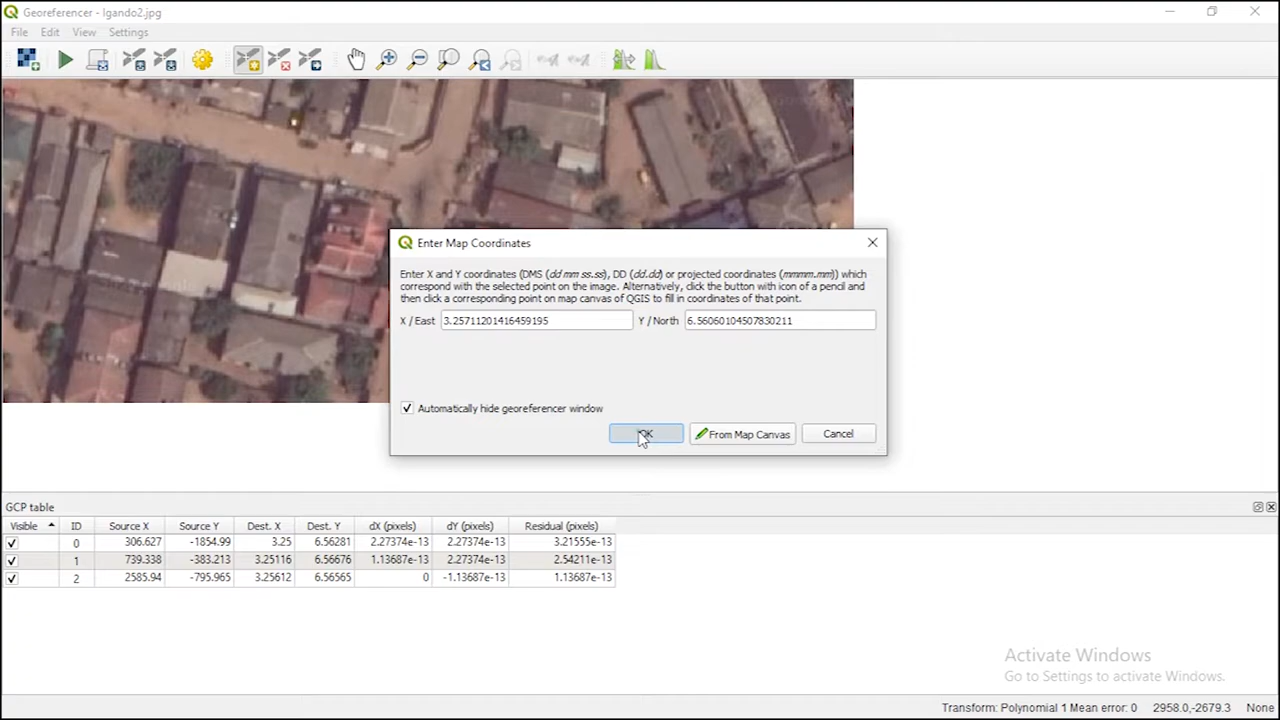 Georeferencer - Igando2.jpg
File Edit View Settings
Enter Map Coordinates
Enter X and Y coordinates (DMS (dd mm ss.ss), DD (dd.dd) or projected coordinates (mmmm.mm)) which
correspond with the selected point on the image. Alternatively, click the button with icon of a pencil and
then click a corresponding point on map canvas of QGIS to fill in coordinates of that point.
X / East 3.25711201416459195 Y / North 6.56060104507830211
Automatically hide georeferencer window
OK From Map Canvas Cancel
GCP table
Visible ID Source X Source Y Dest. X Dest. Y dX (pixels) dY (pixels) Residual (pixels)
0 306.627 -1854.99 3.25 6.56281 2.27374e-13 2.27374e-13 3.21555e-13
1 739.338 -383.213 3.25116 6.56676 1.13687e-13 2.27374e-13 2.54211e-13
2 2585.94 -795.965 3.25612 6.56565 0 -1.13687e-13 1.13687e-13
Activate Windows
Go to Settings to activate Windows.
Transform: Polynomial 1 Mean error: 0 2958.0,-2679.3 None